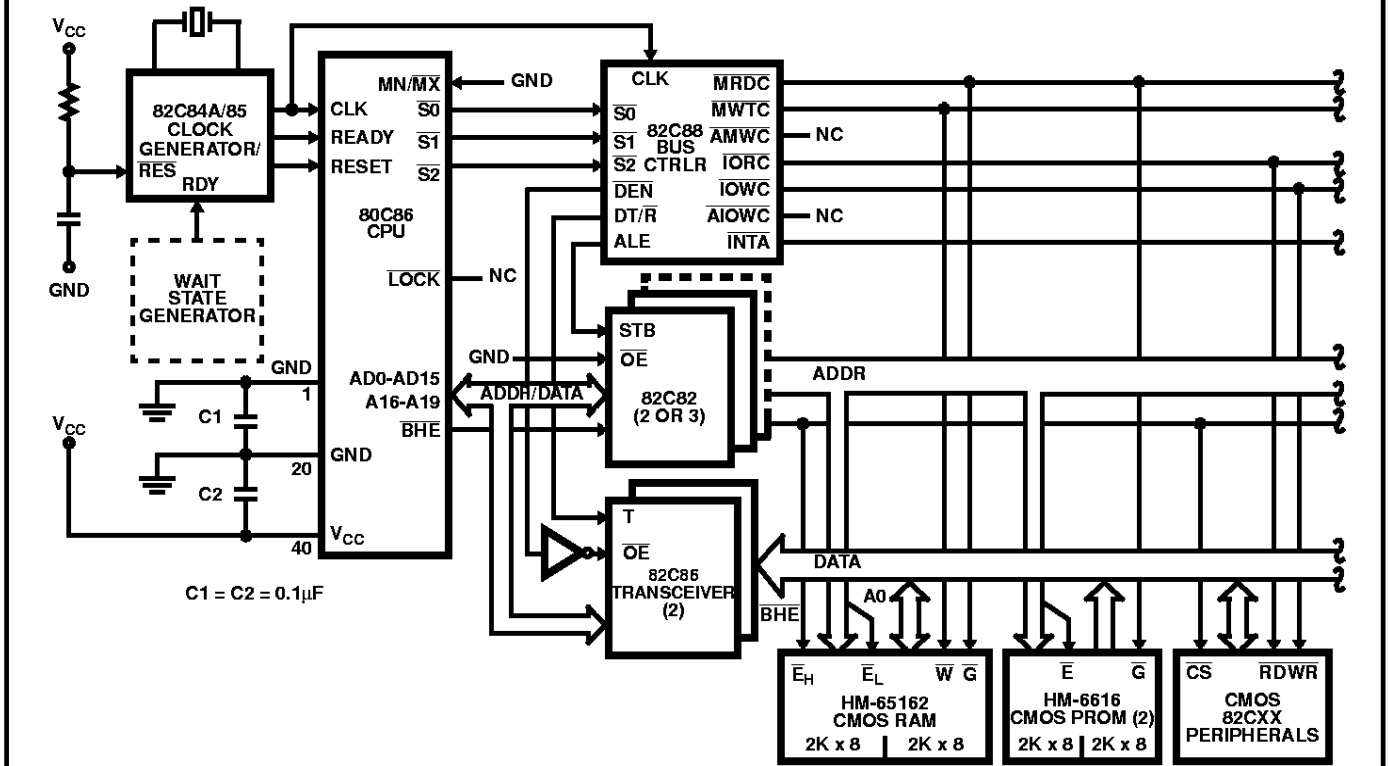 VCC
GND
82C84A/85
CLOCK
GENERATOR/
RES
RDY
WAIT
STATE
GENERATOR
MN/MX
GND
CLK
READY
RESET
S0
S1
S2
80C86
CPU
LOCK
NC
GND
1
AD0-AD15
A16-A19
BHE
ADDR/DATA
C1
VCC
20
GND
C2
40
VCC
C1 = C2 = 0.1μF
CLK
S0
S1
S2
DEN
DT/R
ALE
82C88
BUS
CTRLR
MRDC
MWTC
AMWC
NC
IORC
IOWC
AIOWC
NC
INTA
STB
GND
OE
82C82
(2 OR 3)
ADDR
T
OE
82C86
TRANSCEIVER
(2)
DATA
BHE
A0
EH
EL
W
G
HM-65162
CMOS RAM
2K x 8
2K x 8
E
G
HM-6616
CMOS PROM (2)
2K x 8
2K x 8
CS
RDWR
CMOS
82CXX
PERIPHERALS